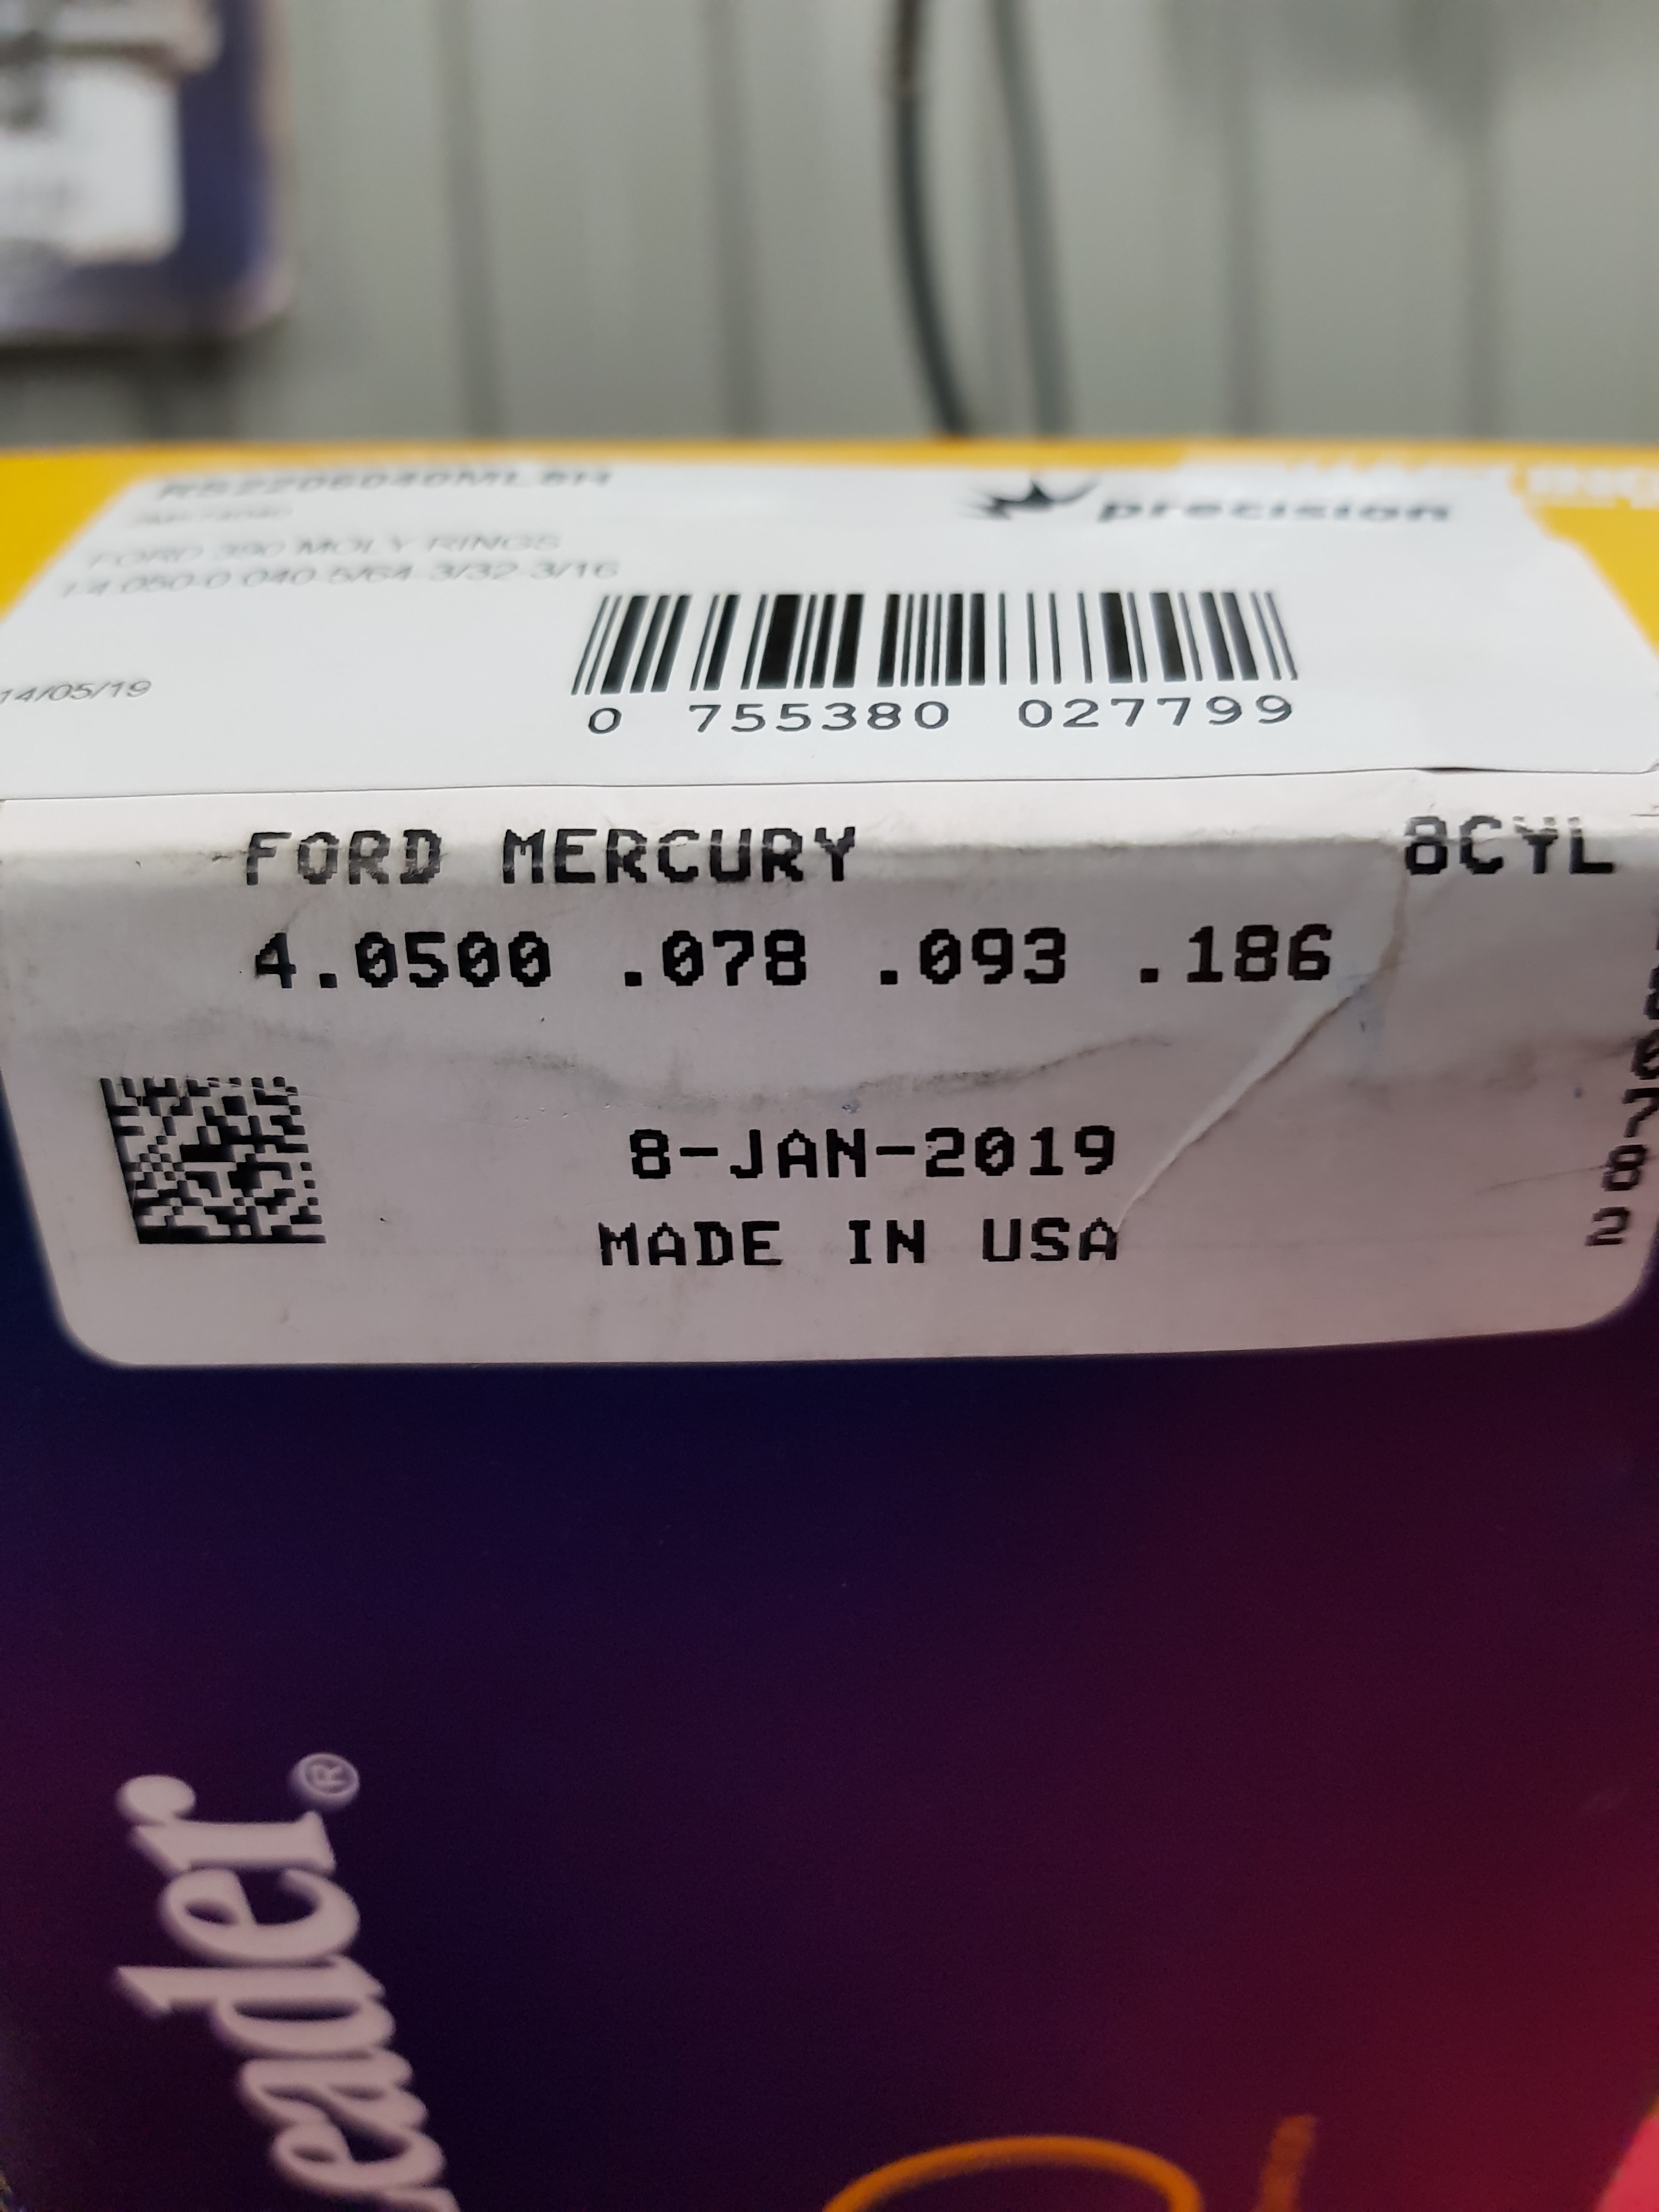 precision
FORD 390 MOLY RINGS
14/05/19
0 755380 027799
FORD MERCURY 8CYL
4.0500 .078 .093 .186
8-JAN-2019
MADE IN USA
eader®